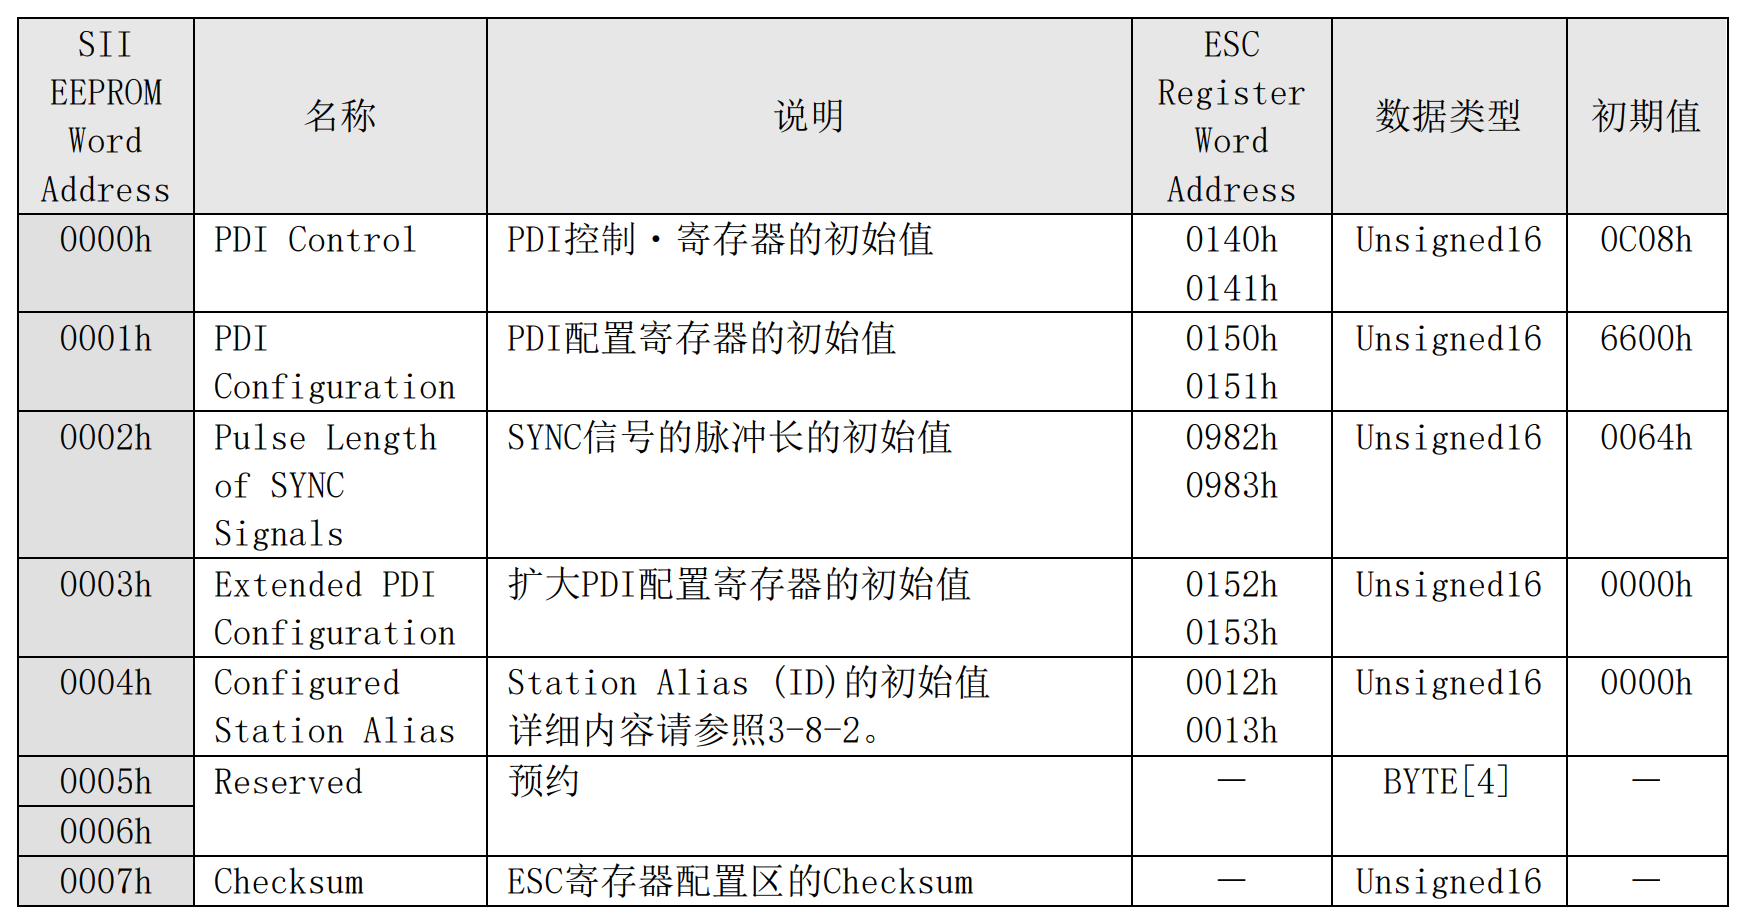 SII
EEPROM
Word
Address
名称
说明
ESC
Register
Word
Address
数据类型
初期值
0000h
PDI Control
PDI控制・寄存器的初始值
0140h
0141h
Unsigned16
0C08h
0001h
PDI
Configuration
PDI配置寄存器的初始值
0150h
0151h
Unsigned16
6600h
0002h
Pulse Length
of SYNC
Signals
SYNC信号的脉冲长的初始值
0982h
0983h
Unsigned16
0064h
0003h
Extended PDI
Configuration
扩大PDI配置寄存器的初始值
0152h
0153h
Unsigned16
0000h
0004h
Configured
Station Alias
Station Alias (ID)的初始值
详细内容请参照3-8-2。
0012h
0013h
Unsigned16
0000h
0005h
0006h
Reserved
预约
—
BYTE[4]
—
0007h
Checksum
ESC寄存器配置区的Checksum
—
Unsigned16
—